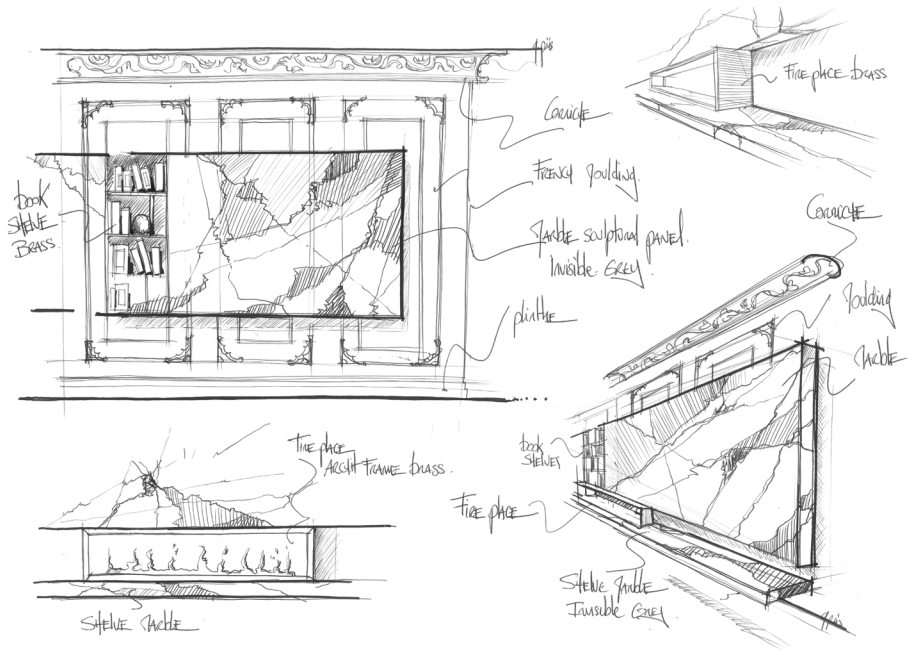 FirE plAcE bRASS
CorNichE
book
SHElVE
BrASS.
FRENCH Moulding.
MarblE Sculptural panEl.
InviSiblE GREY.
plinthE
CorNichE
Moulding
MarblE
FirE placE
ArchT FRAME bRASS.
book
SHElVES
FirE placE
SHElVE MArblE
SHElVE MarblE
InvisiblE GrEY